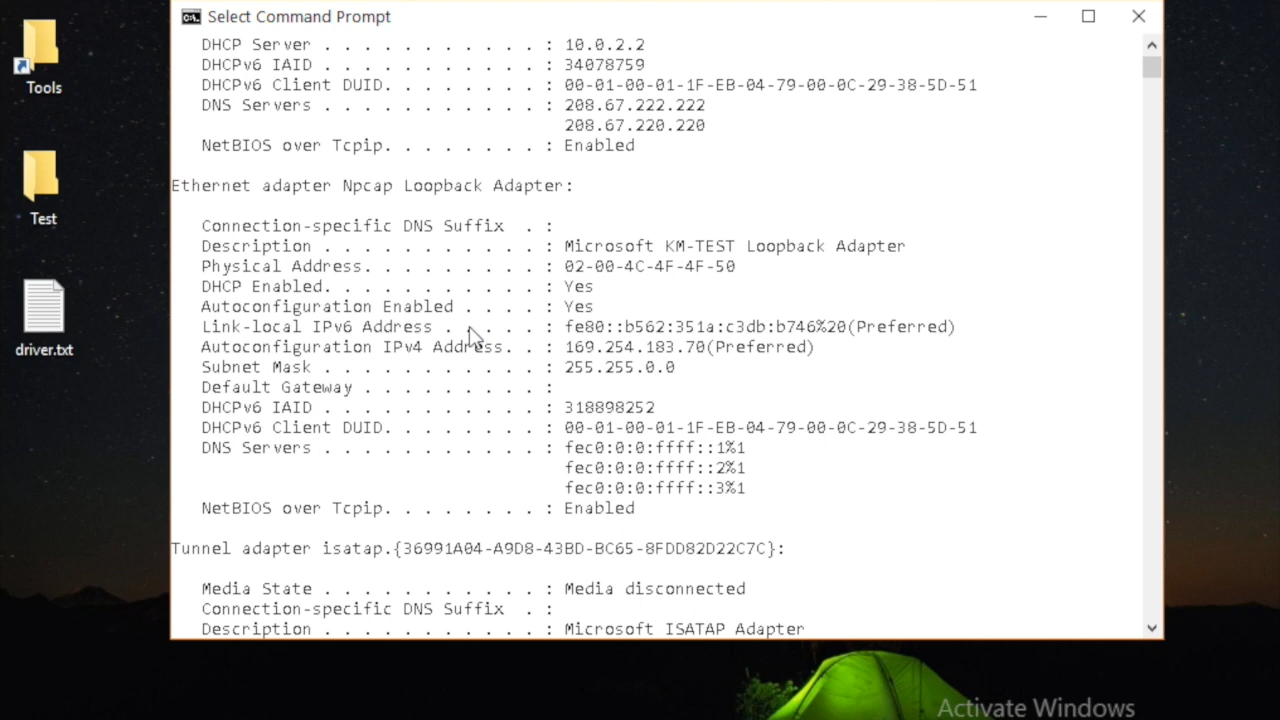 Select Command Prompt
Tools
Test
driver.txt
DHCP Server . . . . . . . . . . . : 10.0.2.2
DHCPv6 IAID . . . . . . . . . . . : 34078759
DHCPv6 Client DUID. . . . . . . . : 00-01-00-01-1F-EB-04-79-00-0C-29-38-5D-51
DNS Servers . . . . . . . . . . . : 208.67.222.222
208.67.220.220
NetBIOS over Tcpip. . . . . . . . : Enabled
Ethernet adapter Npcap Loopback Adapter:
Connection-specific DNS Suffix . :
Description . . . . . . . . . . . : Microsoft KM-TEST Loopback Adapter
Physical Address. . . . . . . . . : 02-00-4C-4F-4F-50
DHCP Enabled. . . . . . . . . . . : Yes
Autoconfiguration Enabled . . . . : Yes
Link-local IPv6 Address . . . . . : fe80::b562:351a:c3db:b746%20(Preferred)
Autoconfiguration IPv4 Address. . : 169.254.183.70(Preferred)
Subnet Mask . . . . . . . . . . . : 255.255.0.0
Default Gateway . . . . . . . . . :
DHCPv6 IAID . . . . . . . . . . . : 318898252
DHCPv6 Client DUID. . . . . . . . : 00-01-00-01-1F-EB-04-79-00-0C-29-38-5D-51
DNS Servers . . . . . . . . . . . : fec0:0:0:ffff::1%1
fec0:0:0:ffff::2%1
fec0:0:0:ffff::3%1
NetBIOS over Tcpip. . . . . . . . : Enabled
Tunnel adapter isatap.{36991A04-A9D8-43BD-BC65-8FDD82D22C7C}:
Media State . . . . . . . . . . . : Media disconnected
Connection-specific DNS Suffix . :
Description . . . . . . . . . . . : Microsoft ISATAP Adapter
Activate Windows